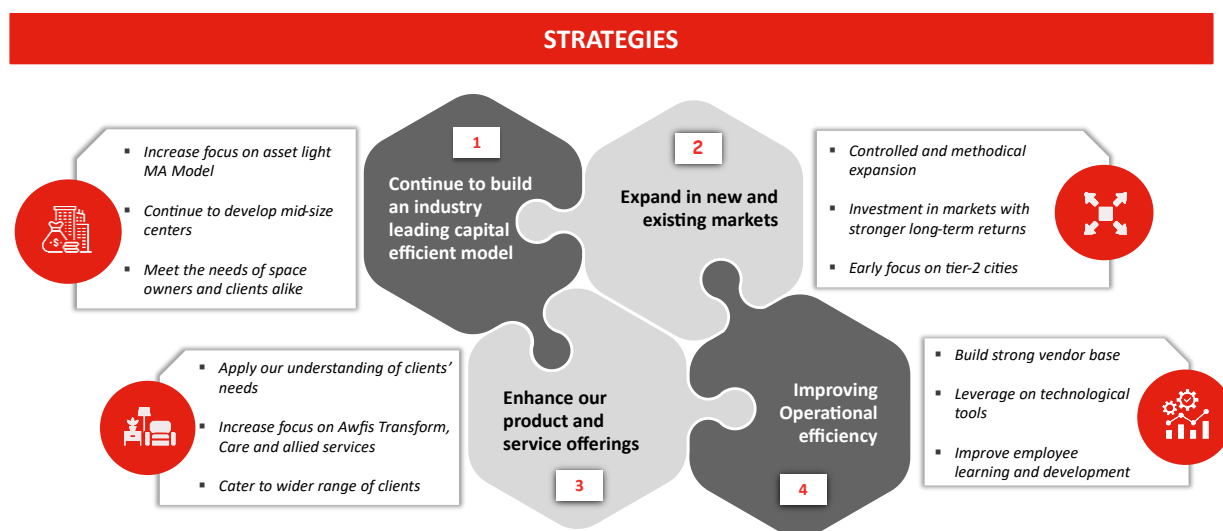 STRATEGIES
1
Continue to build
an industry
leading capital
efficient model
▪ Increase focus on asset light
MA Model
▪ Continue to develop mid-size
centers
▪ Meet the needs of space
owners and clients alike
2
Expand in new and
existing markets
▪ Controlled and methodical
expansion
▪ Investment in markets with
stronger long-term returns
▪ Early focus on tier-2 cities
▪ Apply our understanding of clients'
needs
▪ Increase focus on Awfis Transform,
Care and allied services
▪ Cater to wider range of clients
Enhance our
product and
service offerings
3
Improving
Operational
efficiency
4
▪ Build strong vendor base
▪ Leverage on technological
tools
▪ Improve employee
learning and development